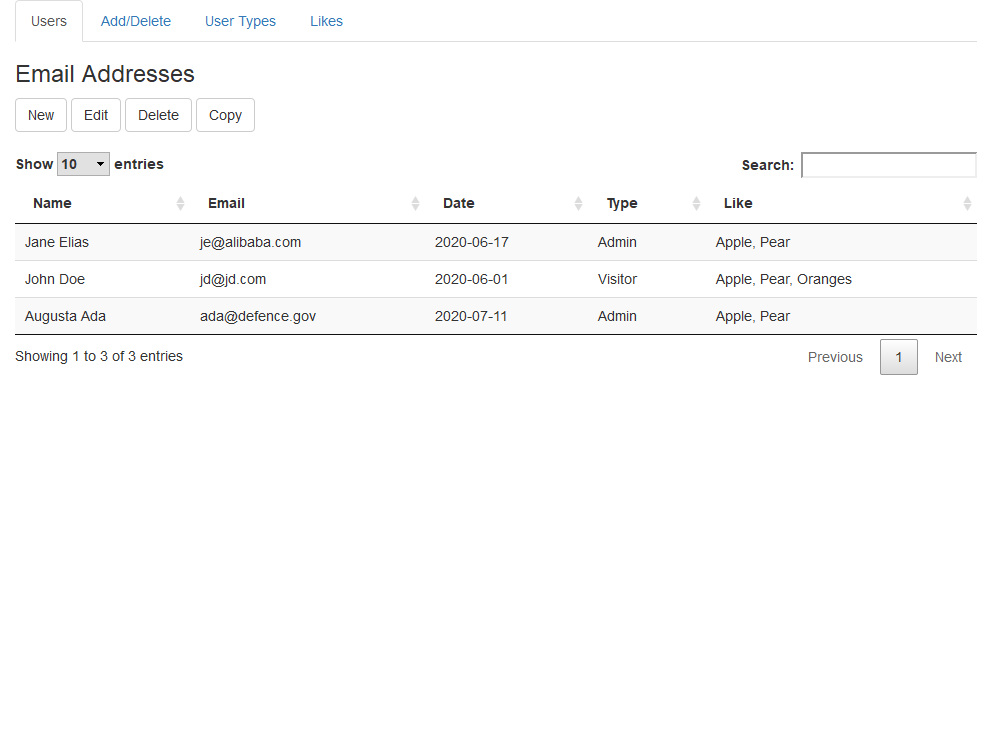 Users Add/Delete User Types Likes
Email Addresses
New Edit Delete Copy
Show 10 entries Search:
Name Email Date Type Like
Jane Elias je@alibaba.com 2020-06-17 Admin Apple, Pear
John Doe jd@jd.com 2020-06-01 Visitor Apple, Pear, Oranges
Augusta Ada ada@defence.gov 2020-07-11 Admin Apple, Pear
Showing 1 to 3 of 3 entries Previous 1 Next